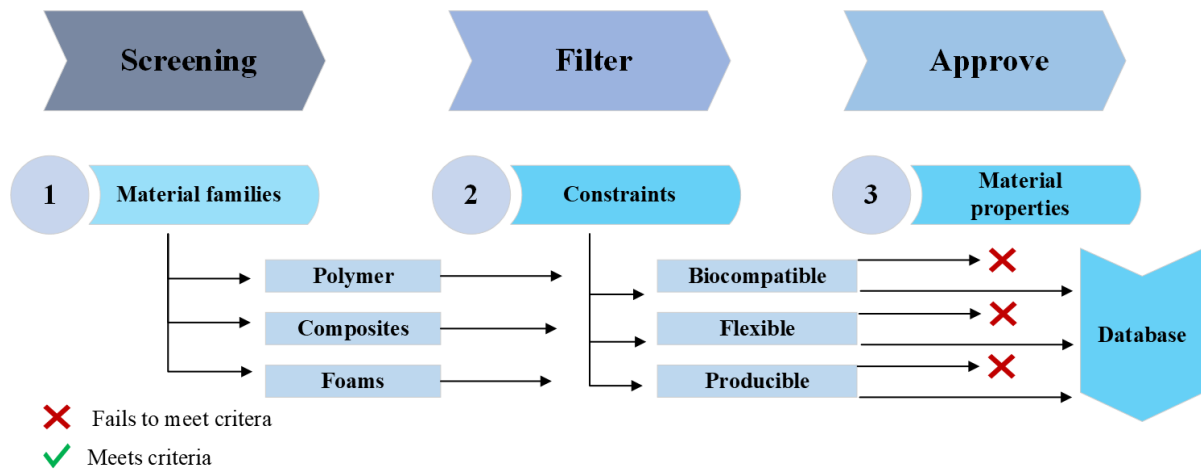 Screening
Filter
Approve
1
Material families
2
Constraints
3
Material
properties
Polymer
Composites
Foams
Biocompatible
Flexible
Producible
Database
Fails to meet critera
Meets criteria